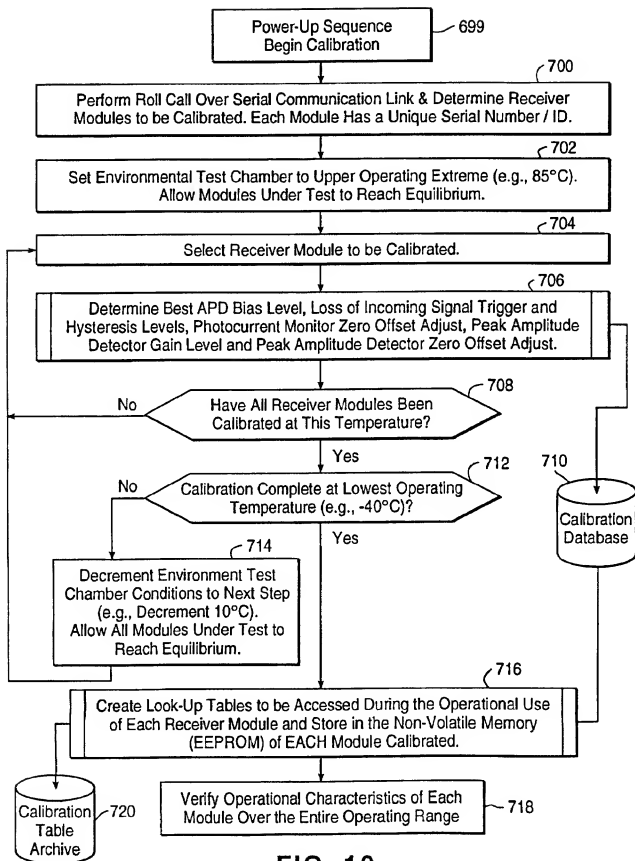 Power-Up Sequence
Begin Calibration
699
700
Perform Roll Call Over Serial Communication Link & Determine Receiver
Modules to be Calibrated. Each Module Has a Unique Serial Number / ID.
702
Set Environmental Test Chamber to Upper Operating Extreme (e.g., 85°C).
Allow Modules Under Test to Reach Equilibrium.
704
Select Receiver Module to be Calibrated.
706
Determine Best APD Bias Level, Loss of Incoming Signal Trigger and
Hysteresis Levels, Photocurrent Monitor Zero Offset Adjust, Peak Amplitude
Detector Gain Level and Peak Amplitude Detector Zero Offset Adjust.
708
No
Have All Receiver Modules Been
Calibrated at This Temperature?
Yes
712
710
No
Calibration Complete at Lowest Operating
Temperature (e.g., -40°C)?
Yes
Calibration
Database
714
Decrement Environment Test
Chamber Conditions to Next Step
(e.g., Decrement 10°C).
Allow All Modules Under Test to
Reach Equilibrium.
716
Create Look-Up Tables to be Accessed During the Operational Use
of Each Receiver Module and Store in the Non-Volatile Memory
(EEPROM) of EACH Module Calibrated.
Calibration
Table
Archive
720
Verify Operational Characteristics of Each
Module Over the Entire Operating Range
718
FIG. 10